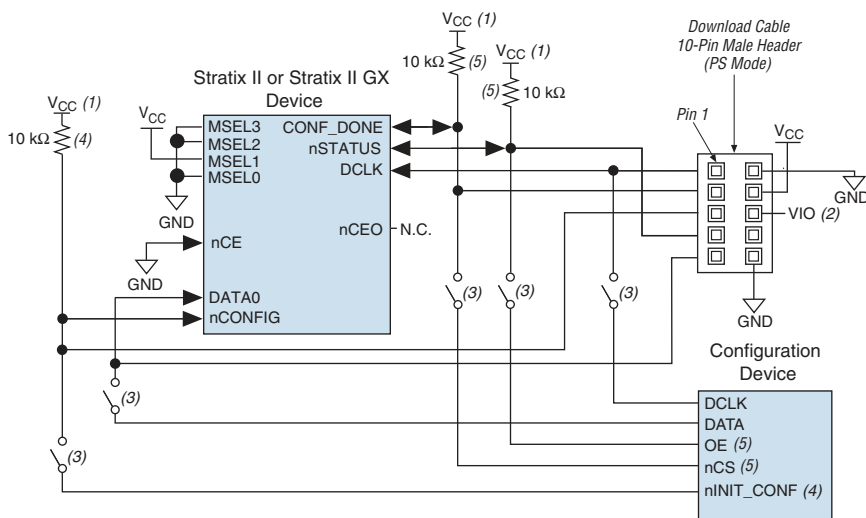 Download Cable
10-Pin Male Header
(PS Mode)
VCC (1)
10 kΩ
(5)
VCC (1)
(5)
10 kΩ
Stratix II or Stratix II GX
Device
Pin 1
VCC
VCC (1)
10 kΩ
(4)
VCC
MSEL3
MSEL2
MSEL1
MSEL0
CONF_DONE
nSTATUS
DCLK
GND
GND
nCE
nCEO
N.C.
VIO (2)
GND
DATA0
nCONFIG
(3)
(3)
(3)
GND
Configuration
Device
(3)
(3)
DCLK
DATA
OE (5)
nCS (5)
nINIT_CONF (4)